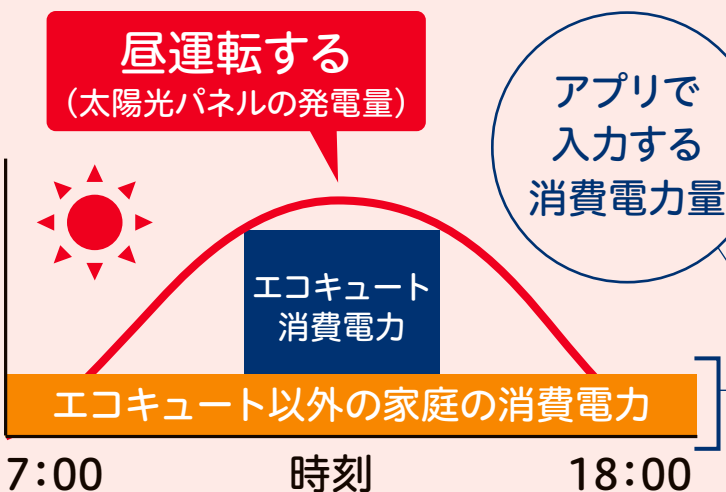 昼運転する
（太陽光パネルの発電量）
アプリで
入力する
消費電力量
エコキュート
消費電力
エコキュート以外の家庭の消費電力
7：00
時刻
18：00